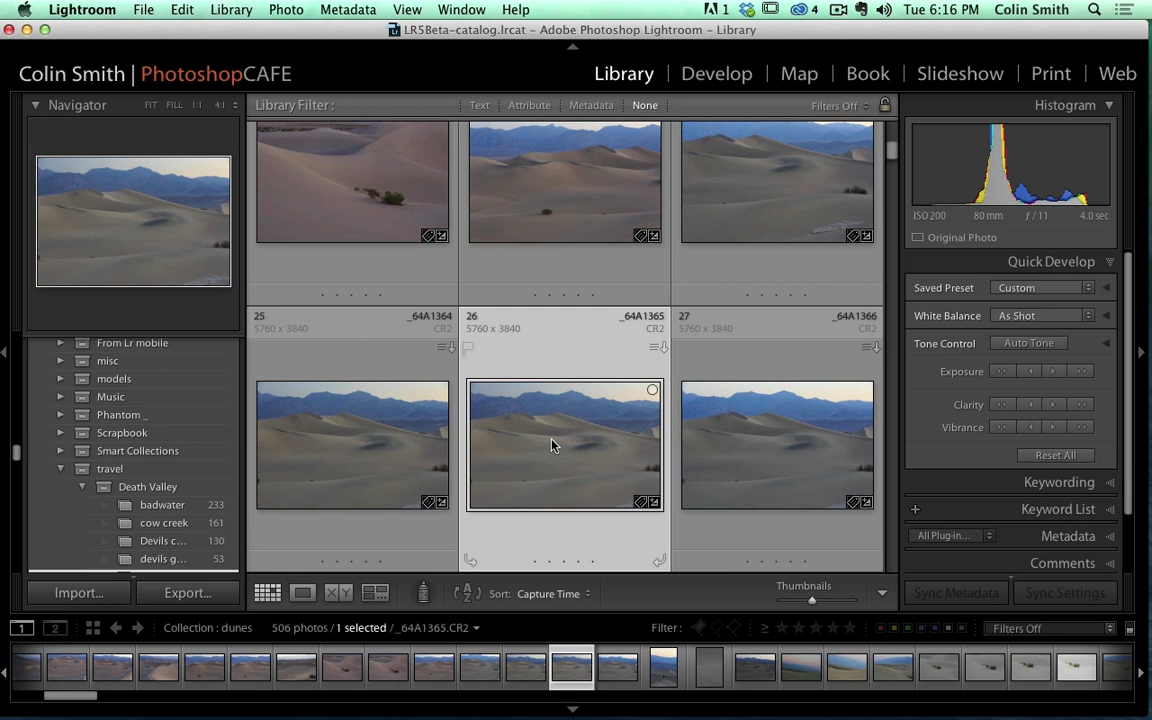 Lightroom File Edit Library Photo Metadata View Window Help 1 4 Tue 6:16 PM Colin Smith
LR5Beta-catalog.lrcat – Adobe Photoshop Lightroom – Library
Colin Smith | PhotoshopCAFE Library | Develop | Map | Book | Slideshow | Print | Web
Navigator FIT FILL 1:1 4:1
Library Filter : Text Attribute Metadata None Filters Off
Histogram
ISO 200 80 mm ƒ / 11 4.0 sec
Original Photo
Quick Develop
Saved Preset Custom
White Balance As Shot
Tone Control Auto Tone
Exposure
Clarity
Vibrance
Reset All
Keywording
Keyword List
All Plug-in... Metadata
Comments
Sync Metadata Sync Settings
25 _64A1364
5760 x 3840 CR2
26 _64A1365
5760 x 3840 CR2
27 _64A1366
5760 x 3840 CR2
From Lr mobile
misc
models
Music
Phantom _
Scrapbook
Smart Collections
travel
Death Valley
badwater 233
cow creek 161
Devils c... 130
devils g... 53
Import... Export...
XY AZ Sort: Capture Time Thumbnails
1 2 Collection : dunes 506 photos / 1 selected / _64A1365.CR2 Filter : Filters Off